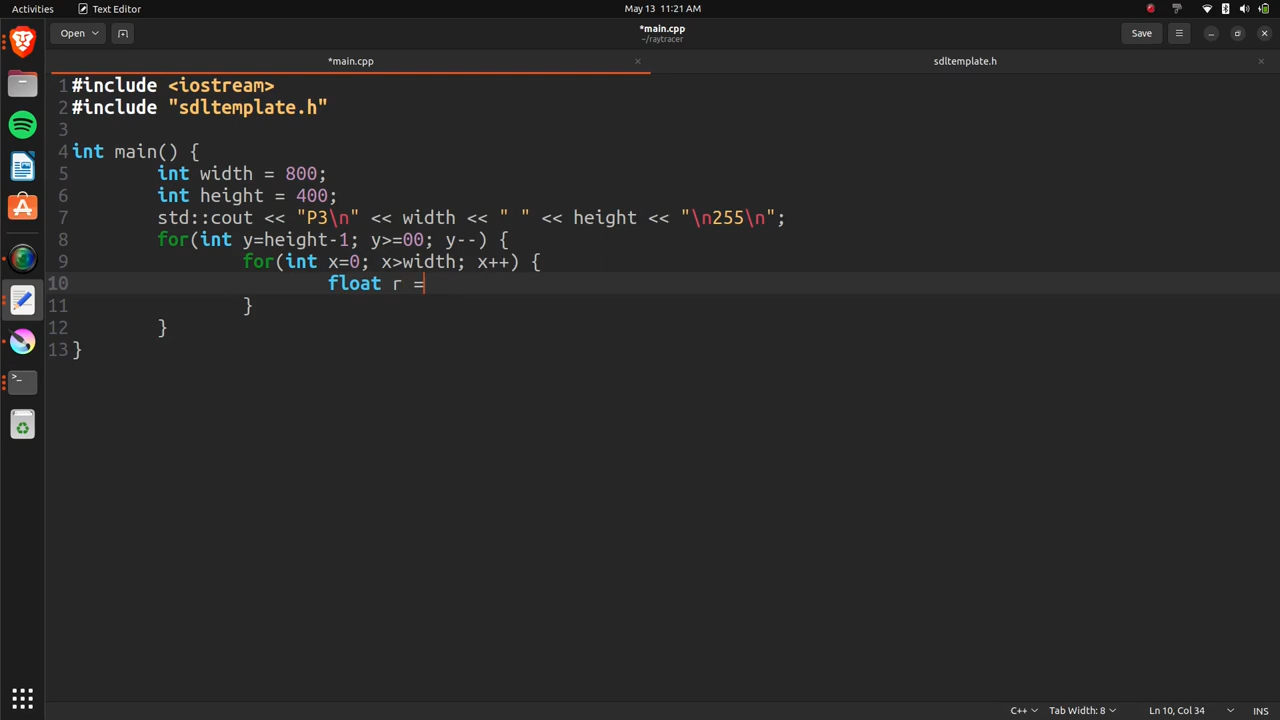 Activities Text Editor May 13 11:21 AM
Open *main.cpp Save
~/raytracer
*main.cpp sdltemplate.h
1 #include <iostream>
2 #include "sdltemplate.h"
3
4 int main() {
5 int width = 800;
6 int height = 400;
7 std::cout << "P3\n" << width << " " << height << "\n255\n";
8 for(int y=height-1; y>=00; y--) {
9 for(int x=0; x>width; x++) {
10 float r =
11 }
12 }
13 }
C++ Tab Width: 8 Ln 10, Col 34 INS